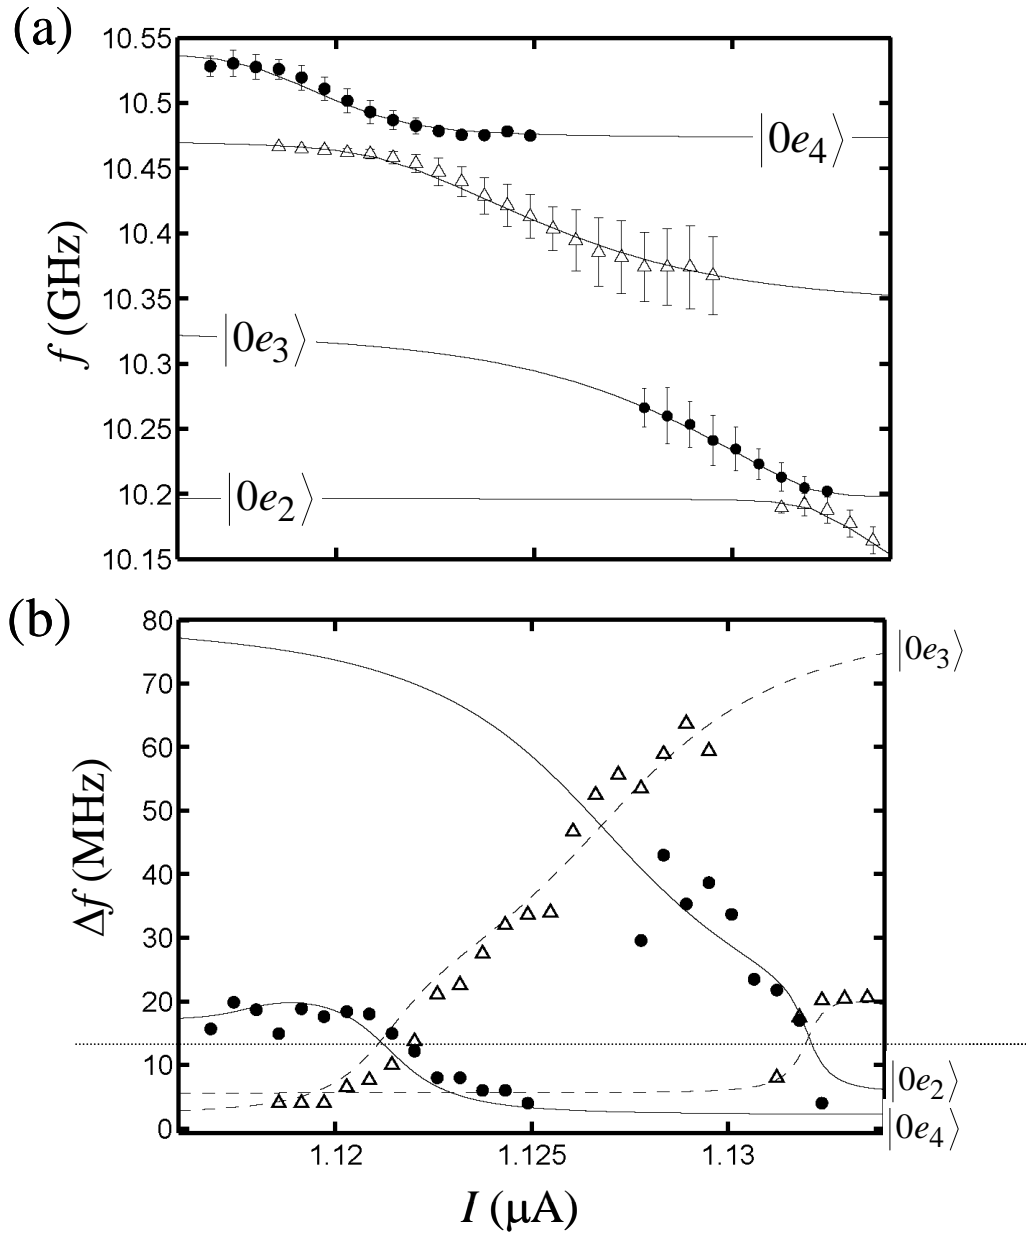 (a)
10.55
10.5
10.45
10.4
10.35
10.3
10.25
10.2
10.15
f (GHz)
|0e4⟩
|0e3⟩
|0e2⟩
(b)
80
70
60
50
40
30
20
10
0
Δf (MHz)
|0e3⟩
|0e2⟩
|0e4⟩
1.12 1.125 1.13
I (μA)